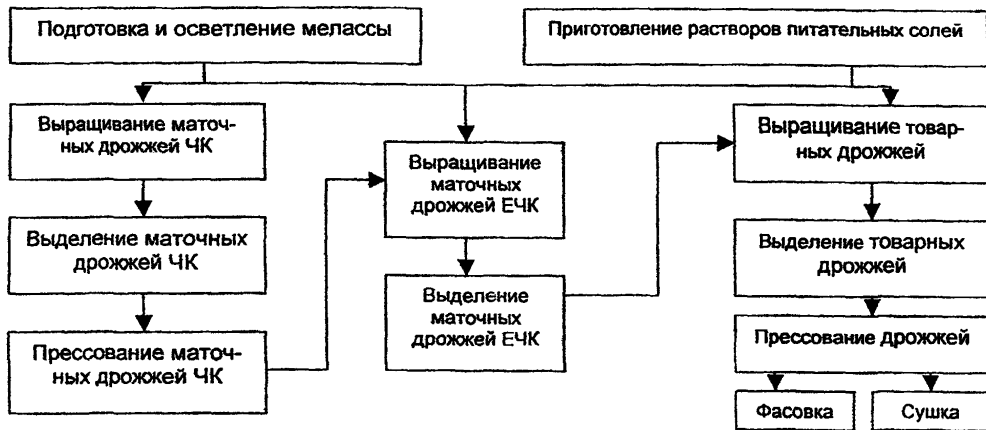 Подготовка и осветление мелассы
Приготовление растворов питательных солей
Выращивание маточ-
ных дрожжей ЧК
Выделение маточных
дрожжей ЧК
Прессование маточ-
ных дрожжей ЧК
Выращивание
маточных
дрожжей ЕЧК
Выделение
маточных
дрожжей ЕЧК
Выращивание товар-
ных дрожжей
Выделение товарных
дрожжей
Прессование дрожжей
Фасовка
Сушка